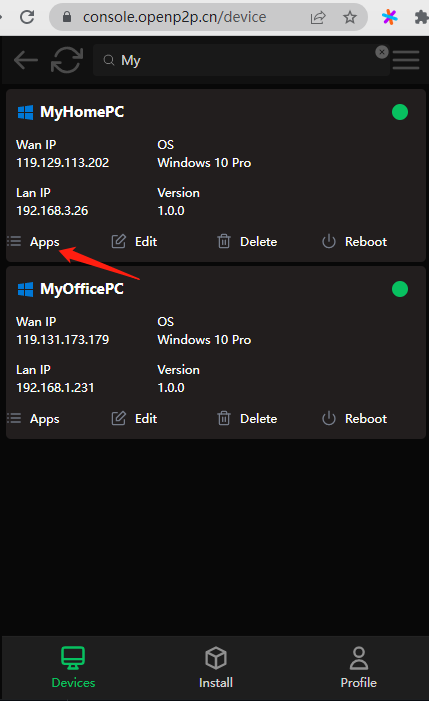 console.openp2p.cn/device
My
MyHomePC
Wan IP OS
119.129.113.202 Windows 10 Pro
Lan IP Version
192.168.3.26 1.0.0
Apps Edit Delete Reboot
MyOfficePC
Wan IP OS
119.131.173.179 Windows 10 Pro
Lan IP Version
192.168.1.231 1.0.0
Apps Edit Delete Reboot
Devices Install Profile